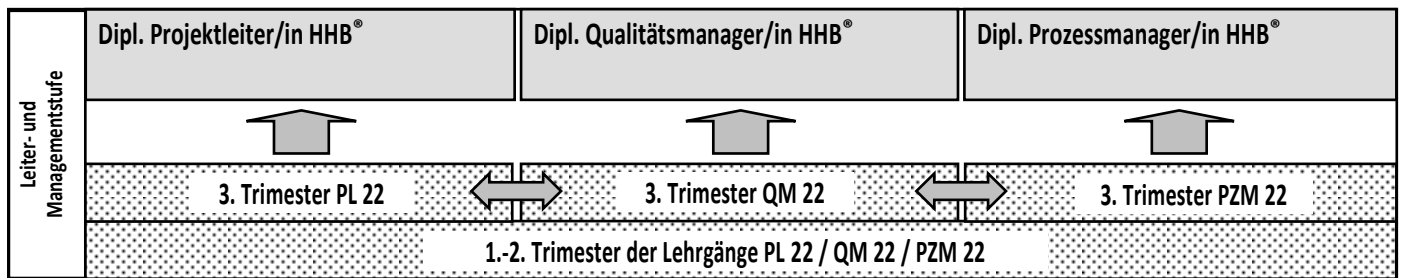 Leiter- und
Managementstufe
Dipl. Projektleiter/in HHB®
Dipl. Qualitätsmanager/in HHB®
Dipl. Prozessmanager/in HHB®
3. Trimester PL 22
3. Trimester QM 22
3. Trimester PZM 22
1.-2. Trimester der Lehrgänge PL 22 / QM 22 / PZM 22